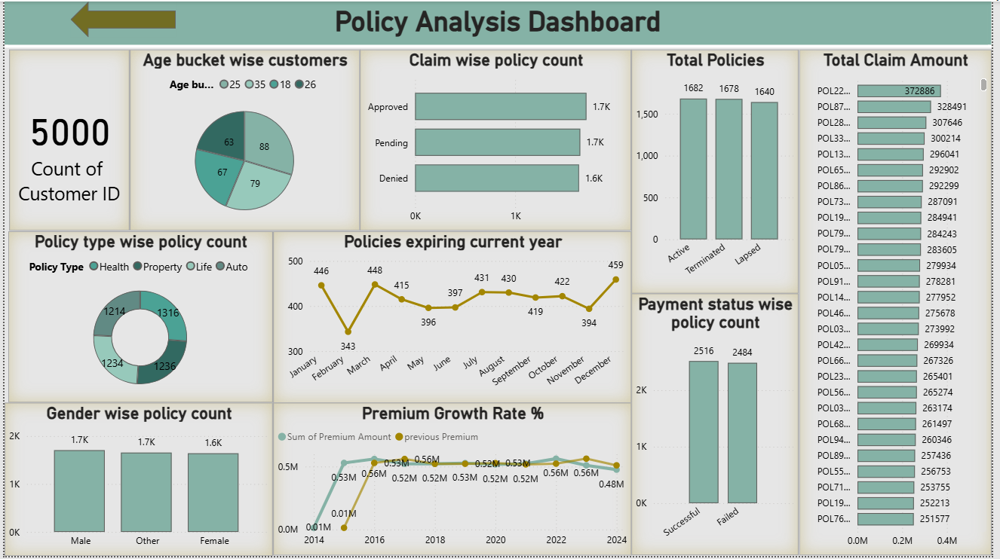 Policy Analysis Dashboard
5000
Count of
Customer ID
Age bucket wise customers
Age bu... 25 35 18 26
63 88
67 79
Claim wise policy count
Approved 1.7K
Pending 1.7K
Denied 1.6K
0K 1K
Total Policies
1682 1678 1640
1,500
1,000
500
0
Active Terminated Lapsed
Total Claim Amount
POL22... 372886
POL87... 328491
POL28... 307646
POL33... 300214
POL13... 296041
POL65... 292902
POL86... 292299
POL73... 287091
POL19... 284941
POL79... 284243
POL79... 283605
POL05... 279934
POL91... 278281
POL14... 277952
POL46... 275678
POL03... 273992
POL42... 269934
POL66... 267326
POL23... 265401
POL56... 265274
POL03... 263174
POL68... 261497
POL94... 260346
POL89... 257436
POL55... 256753
POL71... 253755
POL19... 252213
POL76... 251577
0.0M 0.2M 0.4M
Policy type wise policy count
Policy Type Health Property Life Auto
1214 1316
1234 1236
Policies expiring current year
500
400
300
446 343 448 415 396 397 431 430 419 422 394 459
January February March April May June July August September October November December
Payment status wise
policy count
2516 2484
2K
1K
0K
Successful Failed
Gender wise policy count
2K
1K
0K
1.7K 1.7K 1.6K
Male Other Female
Premium Growth Rate %
Sum of Premium Amount previous Premium
0.5M
0.0M
0.53M 0.56M 0.52M 0.53M
0.53M 0.56M 0.52M 0.52M 0.53M 0.52M 0.52M 0.56M 0.56M 0.48M
0.01M 0.01M
2014 2016 2018 2020 2022 2024